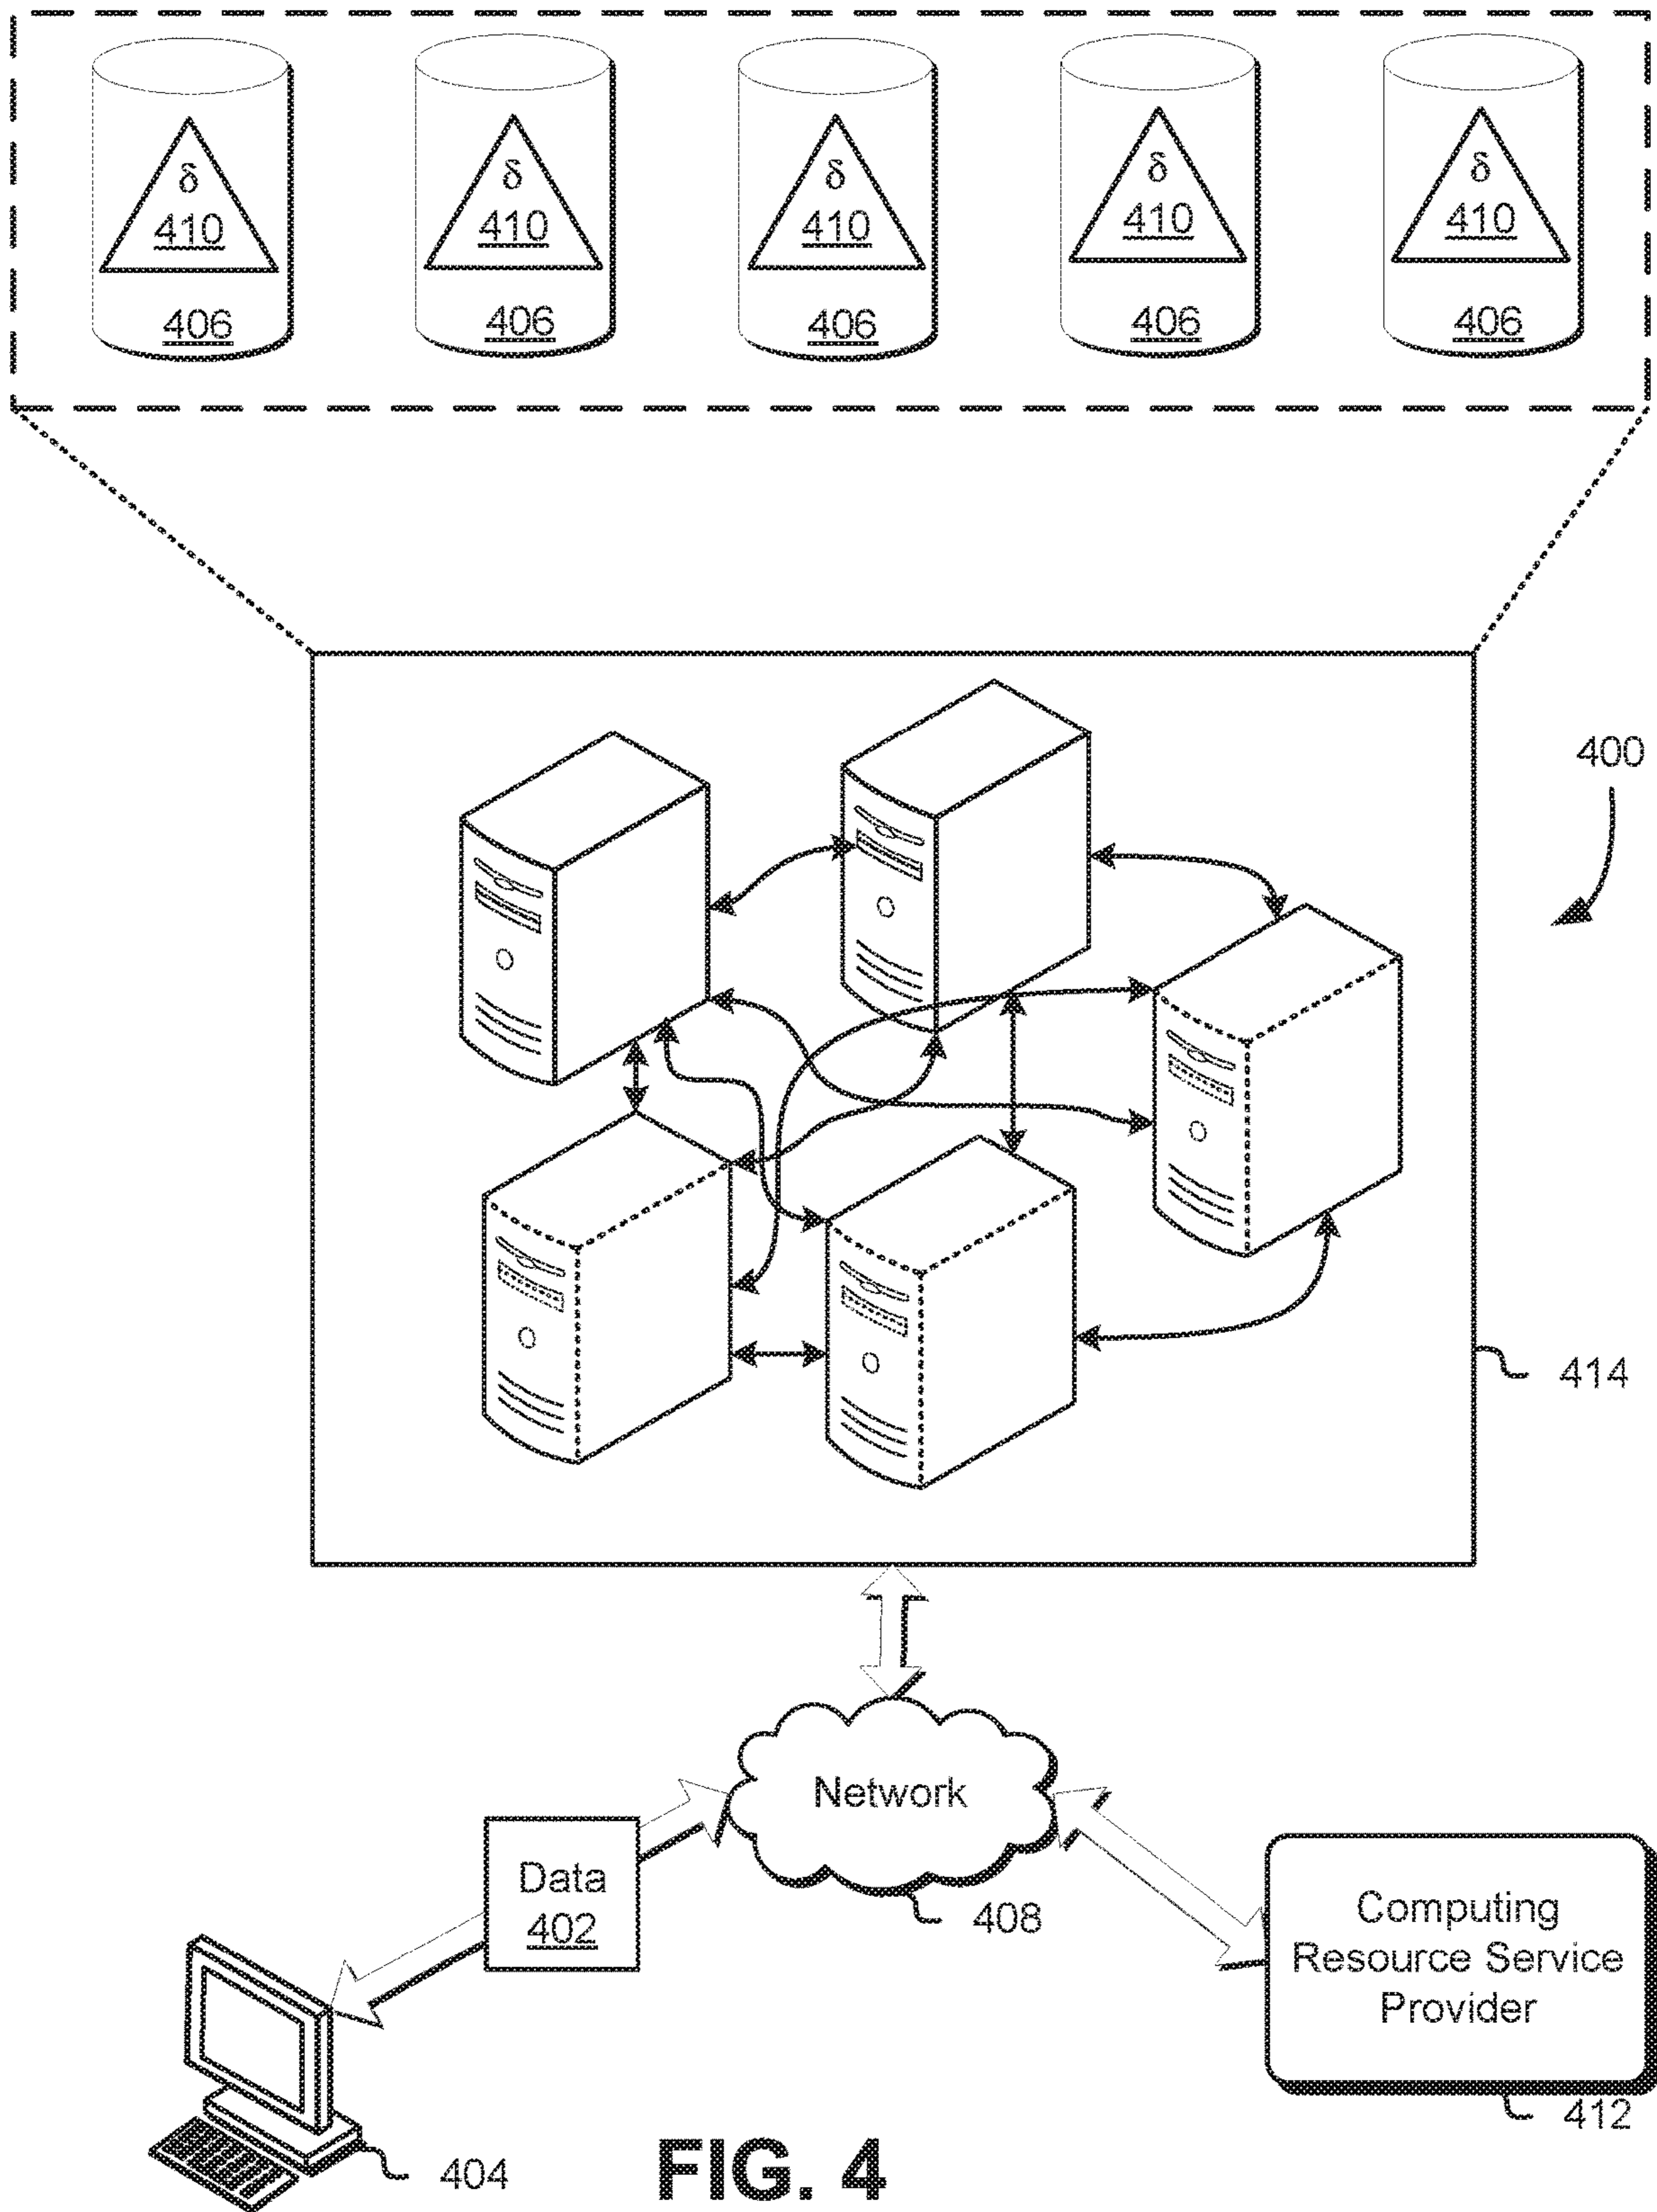 δ δ δ δ δ
410 410 410 410 410
406 406 406 406 406
400
414
Network
408
Data
402
Computing
Resource Service
Provider
412
404
FIG. 4